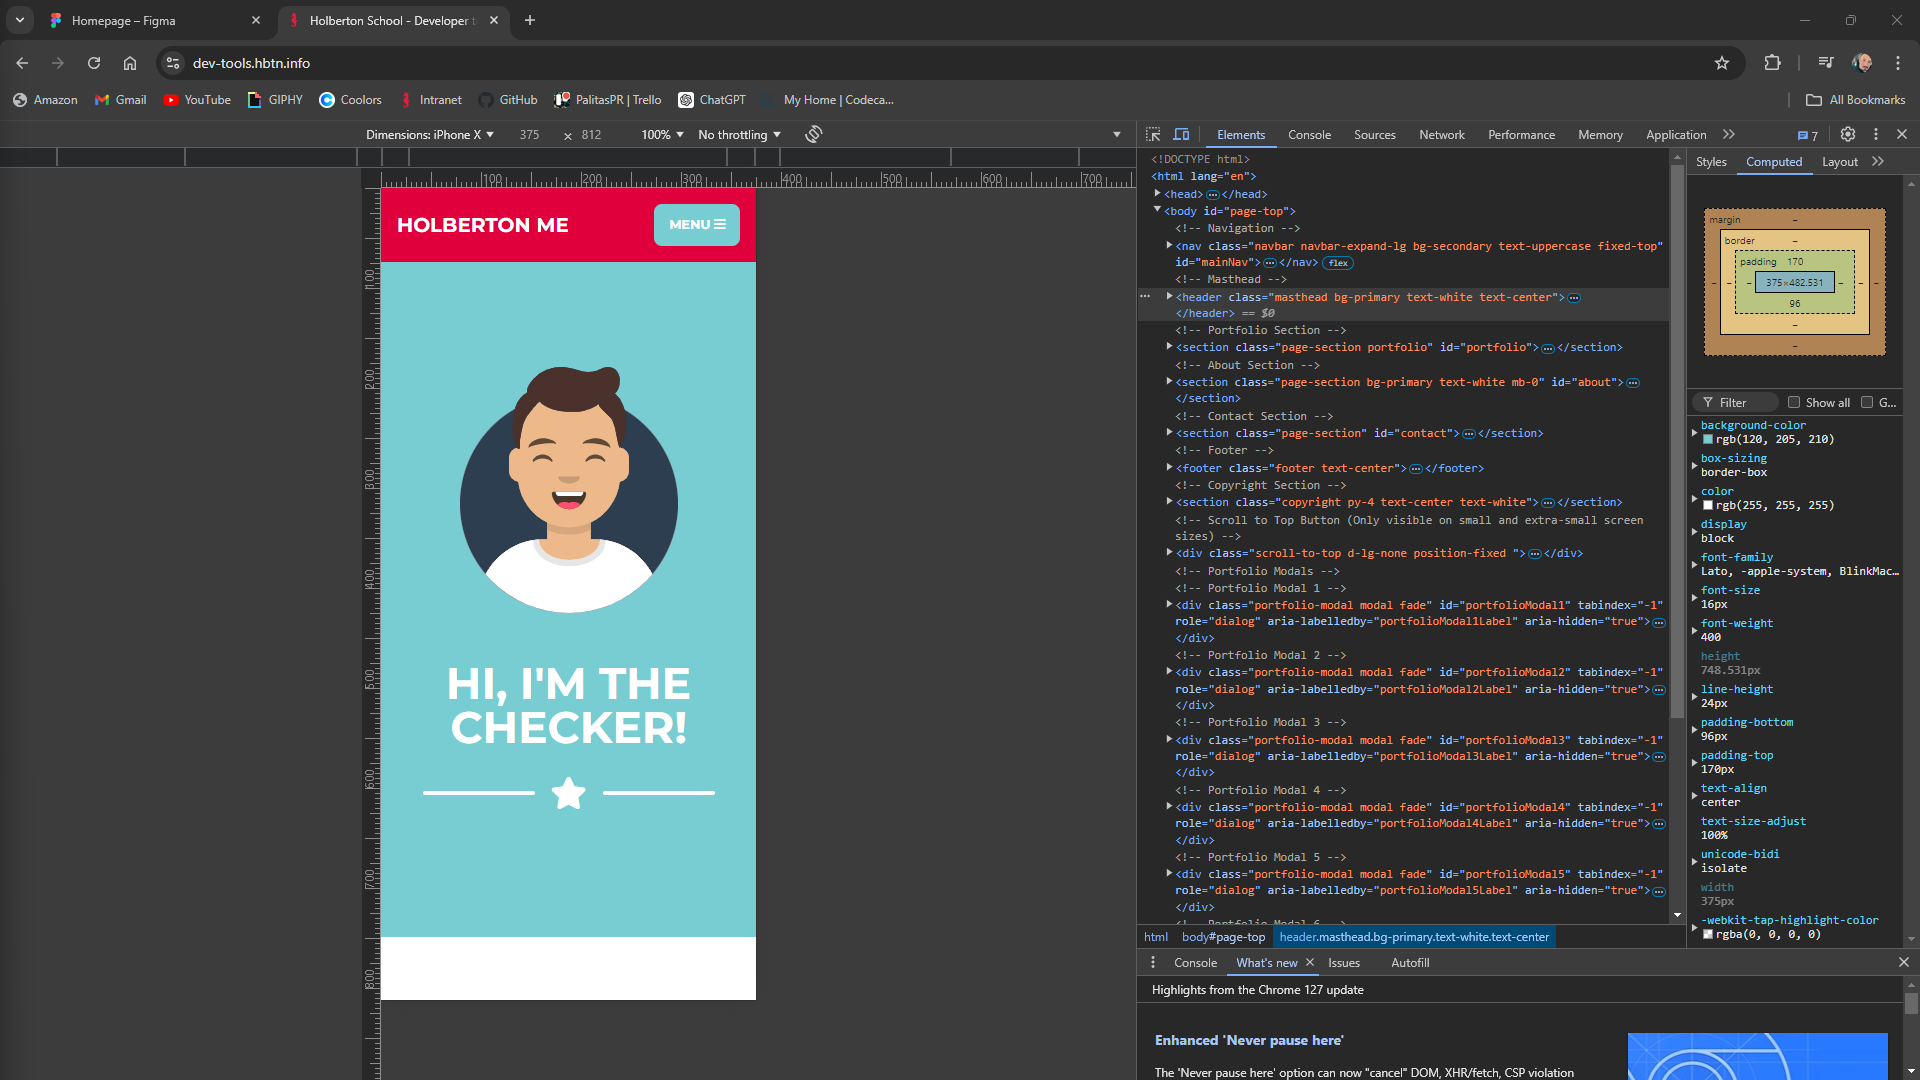 Homepage – Figma
Holberton School - Developer t
dev-tools.hbtn.info
Amazon
Gmail
YouTube
GIPHY
Coolors
Intranet
GitHub
PalitasPR | Trello
ChatGPT
My Home | Codeca...
All Bookmarks
Dimensions: iPhone X
375
×
812
100%
No throttling
Elements
Console
Sources
Network
Performance
Memory
Application
7
100
200
300
400
500
600
700
100
200
300
400
500
600
700
800
HOLBERTON ME
MENU
HI, I'M THE
CHECKER!
<!DOCTYPE html>
<html lang="en">
<head>…</head>
<body id="page-top">
<!-- Navigation -->
<nav class="navbar navbar-expand-lg bg-secondary text-uppercase fixed-top"
id="mainNav">…</nav> flex
<!-- Masthead -->
<header class="masthead bg-primary text-white text-center">…
</header> == $0
<!-- Portfolio Section -->
<section class="page-section portfolio" id="portfolio">…</section>
<!-- About Section -->
<section class="page-section bg-primary text-white mb-0" id="about">…
</section>
<!-- Contact Section -->
<section class="page-section" id="contact">…</section>
<!-- Footer -->
<footer class="footer text-center">…</footer>
<!-- Copyright Section -->
<section class="copyright py-4 text-center text-white">…</section>
<!-- Scroll to Top Button (Only visible on small and extra-small screen
sizes) -->
<div class="scroll-to-top d-lg-none position-fixed ">…</div>
<!-- Portfolio Modals -->
<!-- Portfolio Modal 1 -->
<div class="portfolio-modal modal fade" id="portfolioModal1" tabindex="-1"
role="dialog" aria-labelledby="portfolioModal1Label" aria-hidden="true">…
</div>
<!-- Portfolio Modal 2 -->
<div class="portfolio-modal modal fade" id="portfolioModal2" tabindex="-1"
role="dialog" aria-labelledby="portfolioModal2Label" aria-hidden="true">…
</div>
<!-- Portfolio Modal 3 -->
<div class="portfolio-modal modal fade" id="portfolioModal3" tabindex="-1"
role="dialog" aria-labelledby="portfolioModal3Label" aria-hidden="true">…
</div>
<!-- Portfolio Modal 4 -->
<div class="portfolio-modal modal fade" id="portfolioModal4" tabindex="-1"
role="dialog" aria-labelledby="portfolioModal4Label" aria-hidden="true">…
</div>
<!-- Portfolio Modal 5 -->
<div class="portfolio-modal modal fade" id="portfolioModal5" tabindex="-1"
role="dialog" aria-labelledby="portfolioModal5Label" aria-hidden="true">…
</div>
<!-- Portfolio Modal 6 -->
html
body#page-top
header.masthead.bg-primary.text-white.text-center
Styles
Computed
Layout
margin
–
border
–
padding
170
375×482.531
96
–
–
Filter
Show all
G...
background-color
rgb(120, 205, 210)
box-sizing
border-box
color
rgb(255, 255, 255)
display
block
font-family
Lato, -apple-system, BlinkMac…
font-size
16px
font-weight
400
height
748.531px
line-height
24px
padding-bottom
96px
padding-top
170px
text-align
center
text-size-adjust
100%
unicode-bidi
isolate
width
375px
-webkit-tap-highlight-color
rgba(0, 0, 0, 0)
Console
What's new
Issues
Autofill
Highlights from the Chrome 127 update
Enhanced 'Never pause here'
The 'Never pause here' option can now "cancel" DOM, XHR/fetch, CSP violation